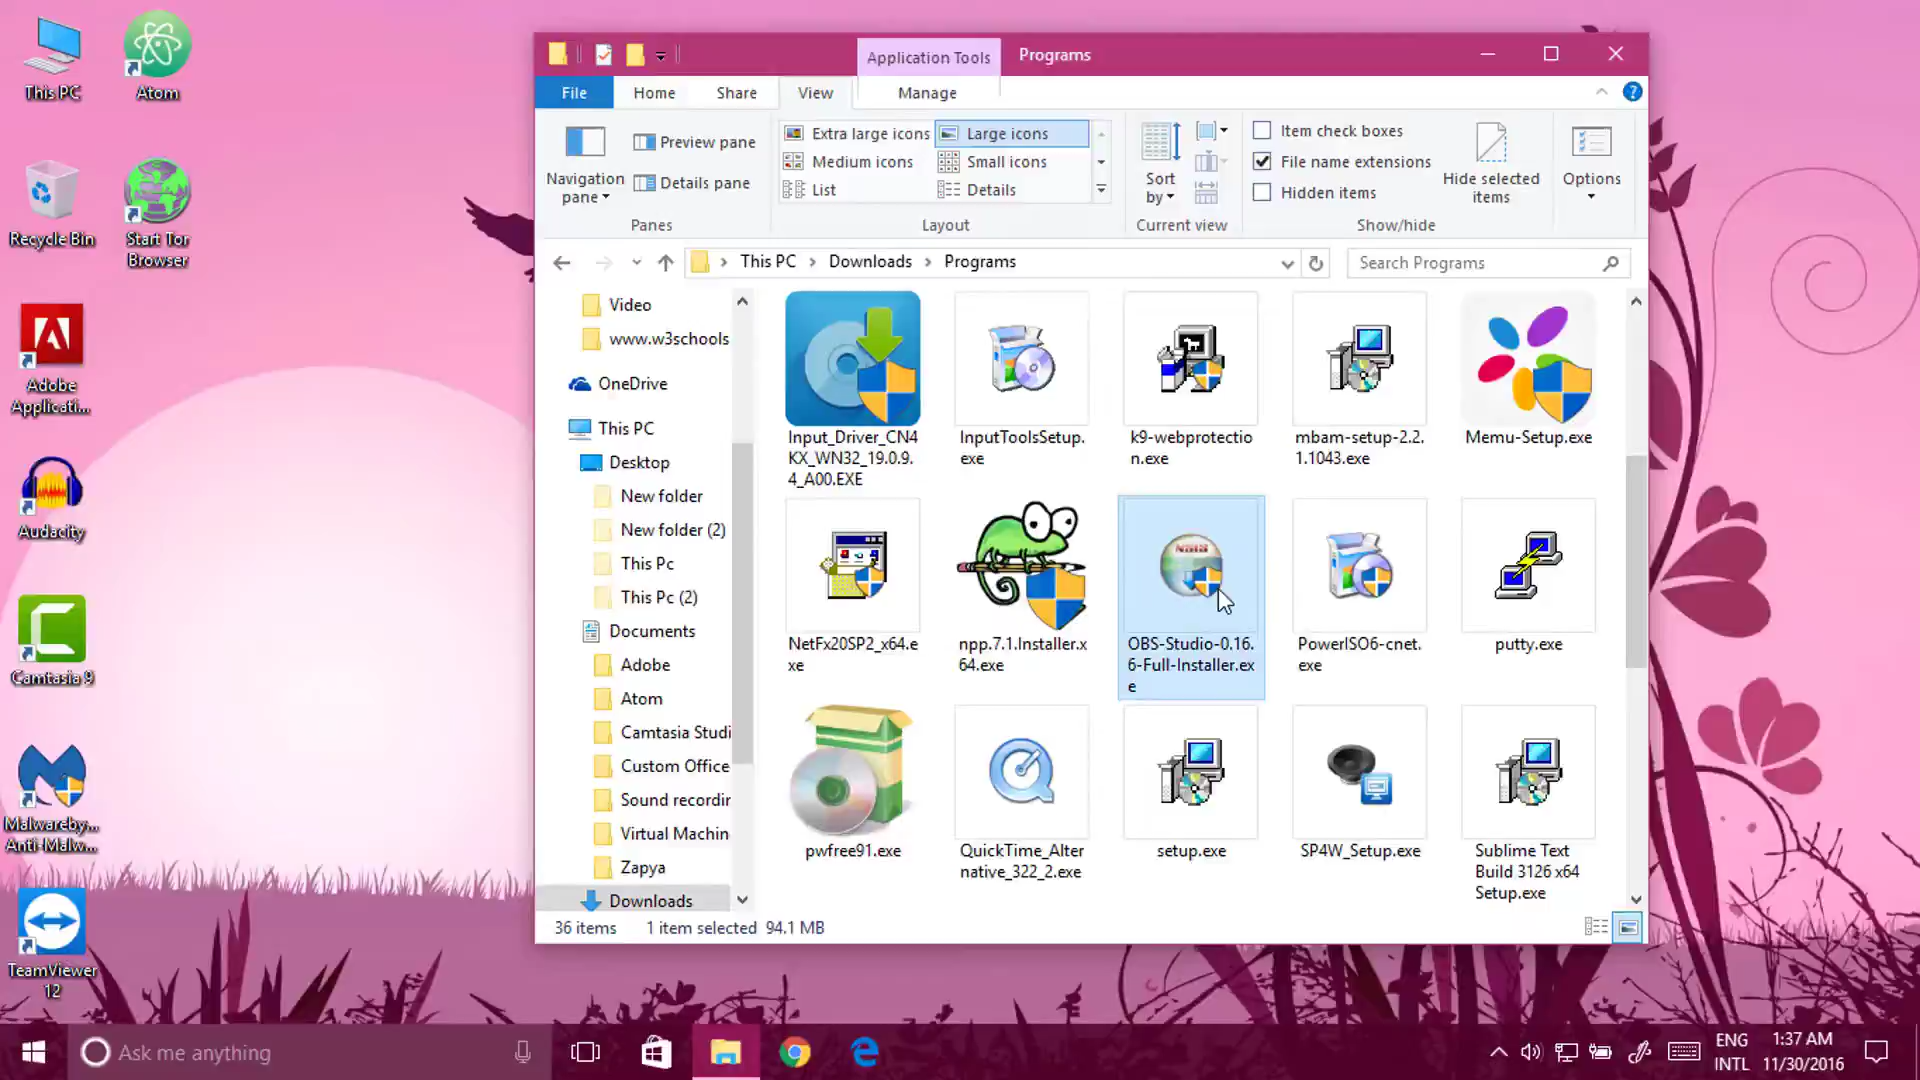 This PC
Atom
Recycle Bin
Start Tor
Browser
Adobe
Applicati...
Audacity
Camtasia 9
Malwareby...
Anti-Malw...
TeamViewer
12
Application Tools
Programs
File
Home
Share
View
Manage
Navigation
pane
Preview pane
Details pane
Panes
Extra large icons
Large icons
Medium icons
Small icons
List
Details
Layout
Sort
by
Current view
Item check boxes
File name extensions
Hidden items
Hide selected
items
Show/hide
Options
This PC
Downloads
Programs
Search Programs
Video
www.w3schools
OneDrive
This PC
Desktop
New folder
New folder (2)
This Pc
This Pc (2)
Documents
Adobe
Atom
Camtasia Studi
Custom Office
Sound recordin
Virtual Machin
Zapya
Downloads
Input_Driver_CN4
KX_WN32_19.0.9.
4_A00.EXE
InputToolsSetup.
exe
k9-webprotectio
n.exe
mbam-setup-2.2.
1.1043.exe
Memu-Setup.exe
NetFx20SP2_x64.e
xe
npp.7.1.Installer.x
64.exe
OBS-Studio-0.16.
6-Full-Installer.ex
e
PowerISO6-cnet.
exe
putty.exe
pwfree91.exe
QuickTime_Alter
native_322_2.exe
setup.exe
SP4W_Setup.exe
Sublime Text
Build 3126 x64
Setup.exe
36 items
1 item selected 94.1 MB
Ask me anything
ENG
INTL
1:37 AM
11/30/2016